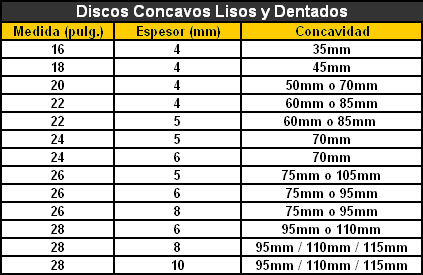 Discos Concavos Lisos y Dentados
Medida (pulg.) Espesor (mm) Concavidad
16 4 35mm
18 4 45mm
20 4 50mm o 70mm
22 4 60mm o 85mm
22 5 60mm o 85mm
24 5 70mm
24 6 70mm
26 5 75mm o 105mm
26 6 75mm o 95mm
26 8 75mm o 95mm
28 6 95mm o 110mm
28 8 95mm / 110mm / 115mm
28 10 95mm / 110mm / 115mm